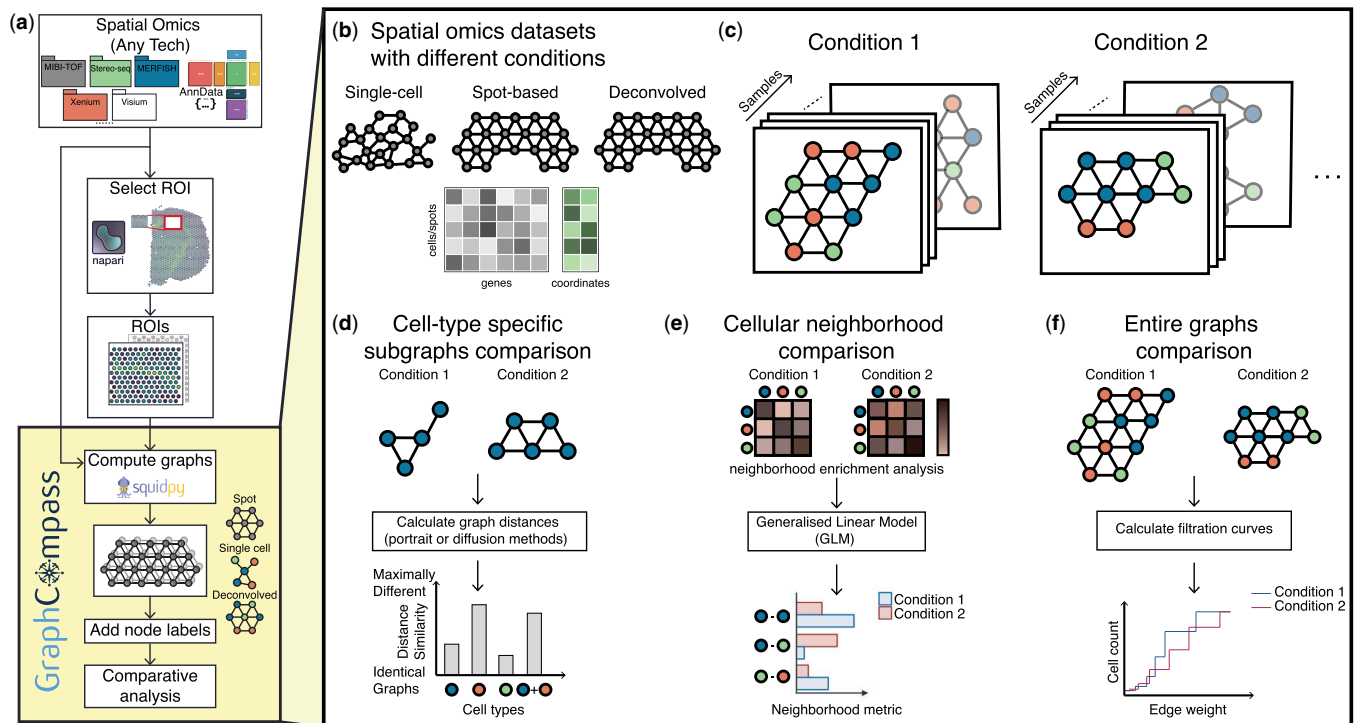 (a)
Spatial Omics
(Any Tech)
MIBI-TOF
Stereo-seq
MERFISH
Xenium
Visium
AnnData
{...}
......
Select ROI
napari
ROIs
GraphCompass
Compute graphs
squidpy
Spot
Single cell
Deconvolved
Add node labels
Comparative
analysis
(b) Spatial omics datasets
with different conditions
Single-cell
Spot-based
Deconvolved
cells/spots
genes
coordinates
(c)
Condition 1
Condition 2
Samples
Samples
...
(d) Cell-type specific
subgraphs comparison
Condition 1
Condition 2
Calculate graph distances
(portrait or diffusion methods)
Maximally
Different
Distance
Similarity
Identical
Graphs
+
Cell types
(e) Cellular neighborhood
comparison
Condition 1
Condition 2
neighborhood enrichment analysis
Generalised Linear Model
(GLM)
Condition 1
Condition 2
-
-
-
Neighborhood metric
(f) Entire graphs
comparison
Condition 1
Condition 2
Calculate filtration curves
Condition 1
Condition 2
Cell count
Edge weight